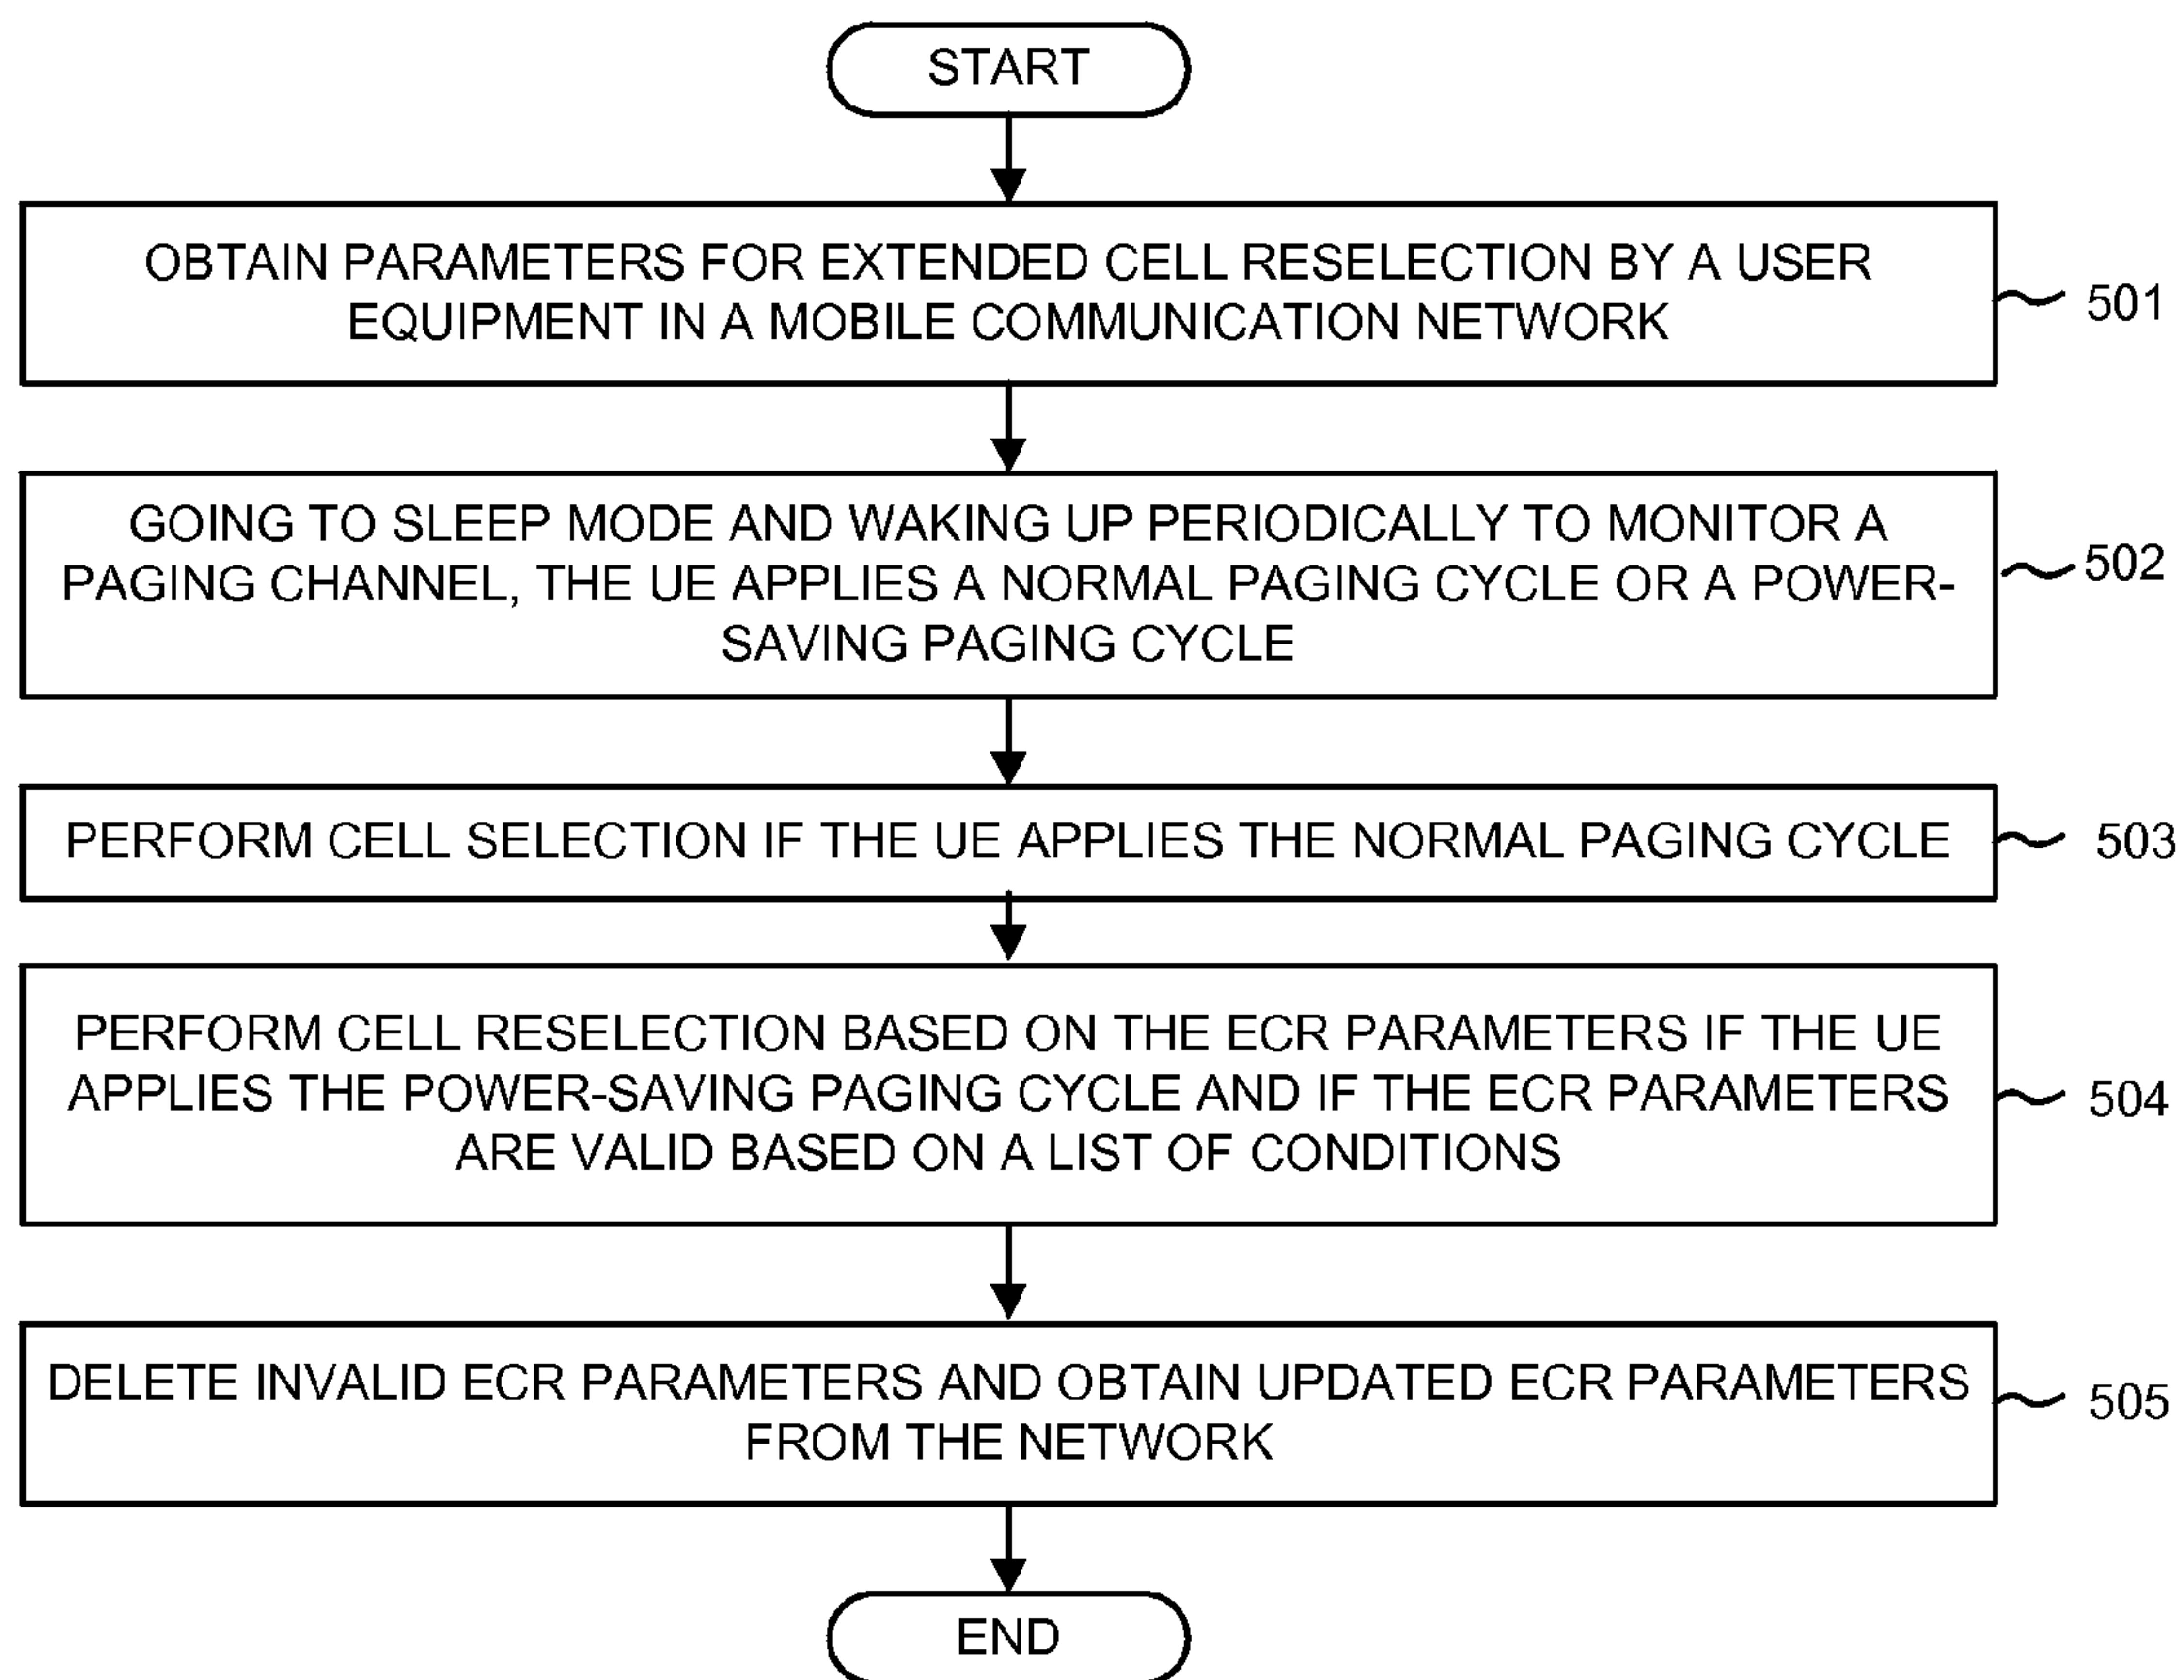 START
OBTAIN PARAMETERS FOR EXTENDED CELL RESELECTION BY A USER
EQUIPMENT IN A MOBILE COMMUNICATION NETWORK
501
GOING TO SLEEP MODE AND WAKING UP PERIODICALLY TO MONITOR A
PAGING CHANNEL, THE UE APPLIES A NORMAL PAGING CYCLE OR A POWER-
SAVING PAGING CYCLE
502
PERFORM CELL SELECTION IF THE UE APPLIES THE NORMAL PAGING CYCLE
503
PERFORM CELL RESELECTION BASED ON THE ECR PARAMETERS IF THE UE
APPLIES THE POWER-SAVING PAGING CYCLE AND IF THE ECR PARAMETERS
ARE VALID BASED ON A LIST OF CONDITIONS
504
DELETE INVALID ECR PARAMETERS AND OBTAIN UPDATED ECR PARAMETERS
FROM THE NETWORK
505
END